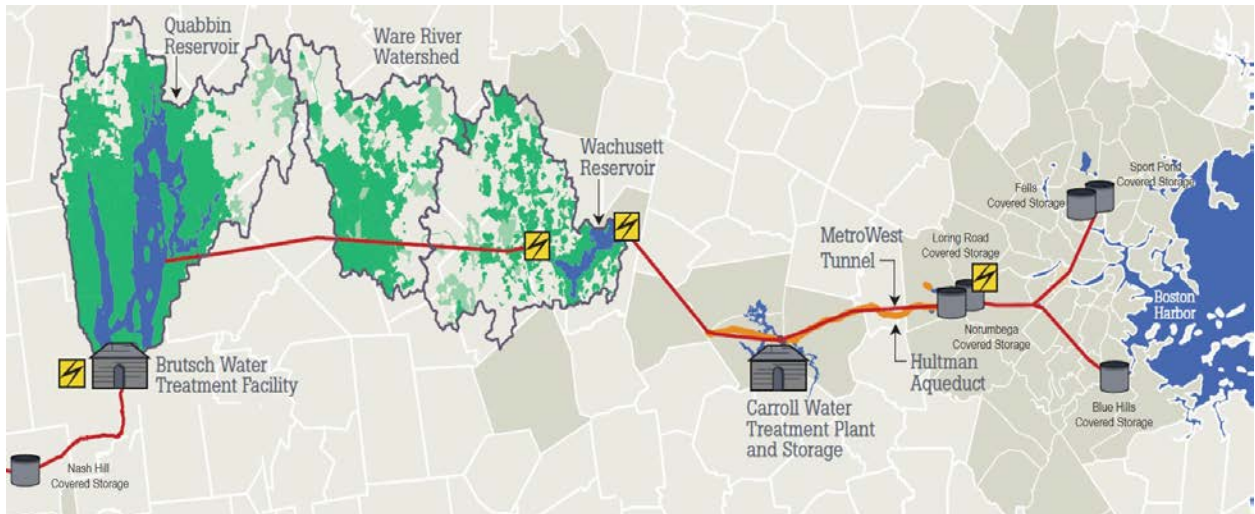 Quabbin
Reservoir
Ware River
Watershed
Wachusett
Reservoir
Sport Pond
Covered Storage
Fells
Covered Storage
MetroWest
Tunnel
Loring Road
Covered Storage
Boston
Harbor
Norumbega
Covered Storage
Hultman
Aqueduct
Brutsch Water
Treatment Facility
Carroll Water
Treatment Plant
and Storage
Blue Hills
Covered Storage
Nash Hill
Covered Storage